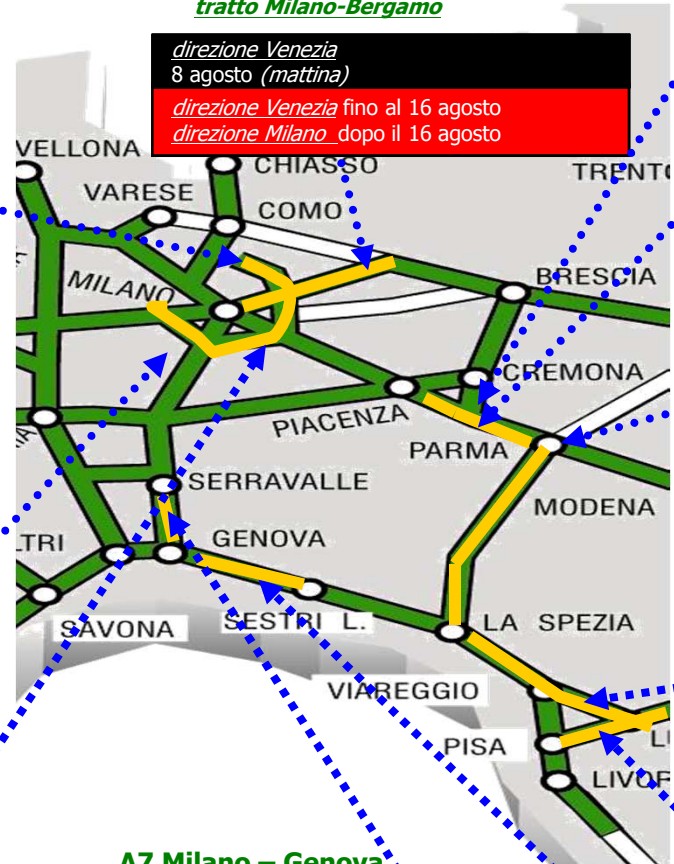 tratto Milano-Bergamo
direzione Venezia
8 agosto (mattina)
direzione Venezia fino al 16 agosto
direzione Milano dopo il 16 agosto
VELLONA
CHIASSO
TRENTO
VARESE
COMO
MILANO
BRESCIA
CREMONA
PIACENZA
PARMA
SERRAVALLE
MODENA
LTRI
GENOVA
SAVONA
SESTRI L.
LA SPEZIA
VIAREGGIO
PISA
LIVOR
A7 Milano – Genova